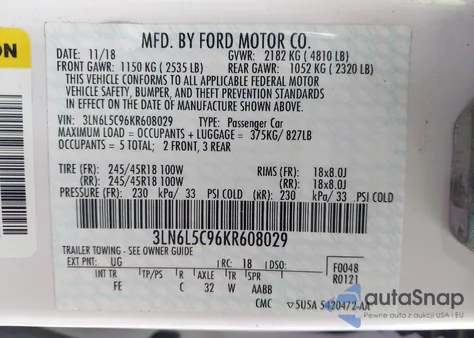 MFD. BY FORD MOTOR CO.
DATE: 11/18 GVWR: 2182 KG ( 4810 LB)
FRONT GAWR: 1150 KG ( 2535 LB) REAR GAWR: 1052 KG ( 2320 LB)
THIS VEHICLE CONFORMS TO ALL APPLICABLE FEDERAL MOTOR
VEHICLE SAFETY, BUMPER, AND THEFT PREVENTION STANDARDS
IN EFFECT ON THE DATE OF MANUFACTURE SHOWN ABOVE.
VIN: 3LN6L5C96KR608029 TYPE: Passenger Car
MAXIMUM LOAD = OCCUPANTS + LUGGAGE = 375KG/ 827LB
OCCUPANTS = 5 TOTAL; 2 FRONT, 3 REAR
TIRE (FR): 245/45R18 100W RIMS (FR): 18x8.0J
(RR): 245/45R18 100W (RR): 18x8.0J
PRESSURE (FR): 230 kPa/ 33 PSI COLD (RR): 230 kPa/ 33 PSI COLD
3LN6L5C96KR608029
TRAILER TOWING - SEE OWNER GUIDE
EXT PNT: UG RC: 18 DSO: F0048
INT TR TP/PS R AXLE TR SPR R0121
FE C 32 W AABB
CMC ▽5USA 5420472-AA
autoSnap
Pewne auta z aukcji w USA i EU